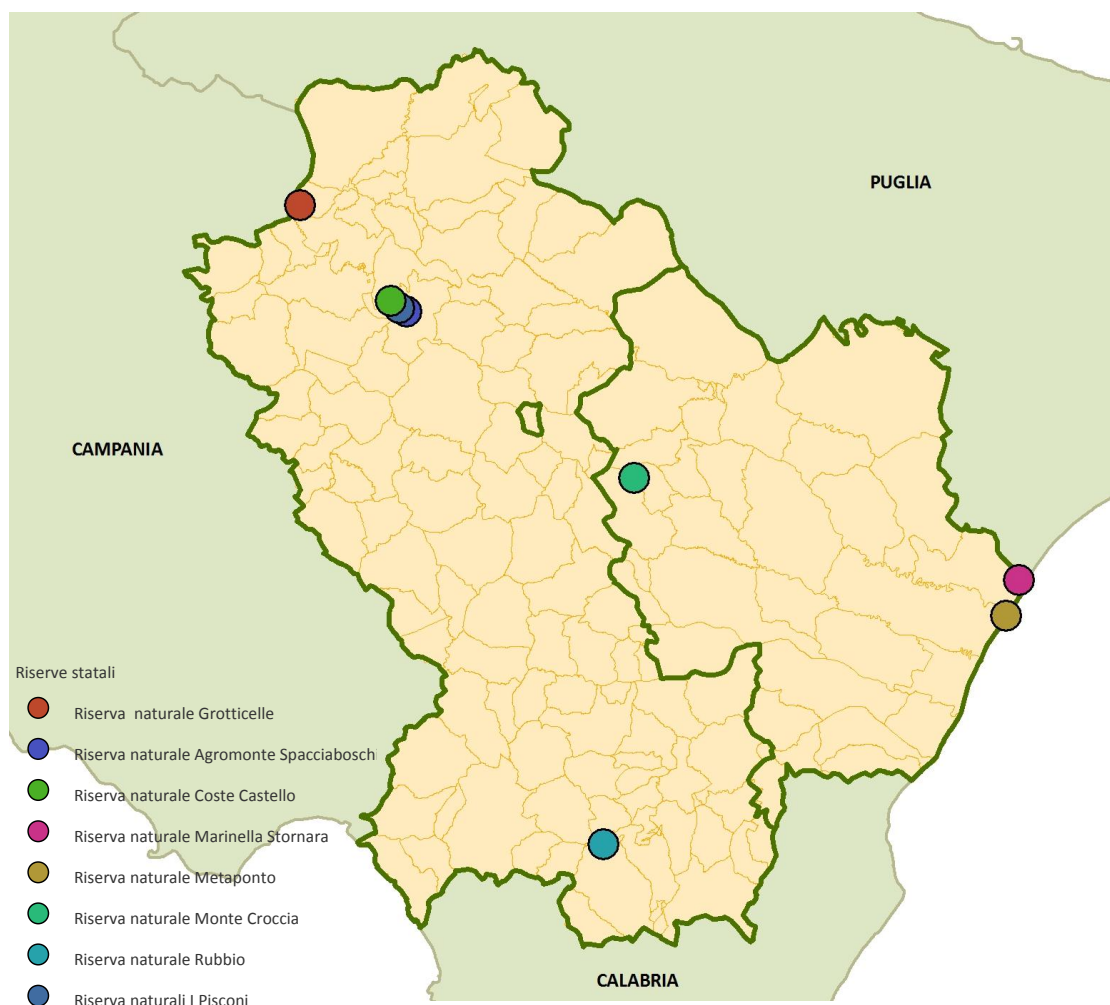 PUGLIA
CAMPANIA
Riserve statali
Riserva naturale Grotticelle
Riserva naturale Agromonte Spacciaboschi
Riserva naturale Coste Castello
Riserva naturale Marinella Stornara
Riserva naturale Metaponto
Riserva naturale Monte Croccia
Riserva naturale Rubbio
CALABRIA
Riserva naturali I Pisconi